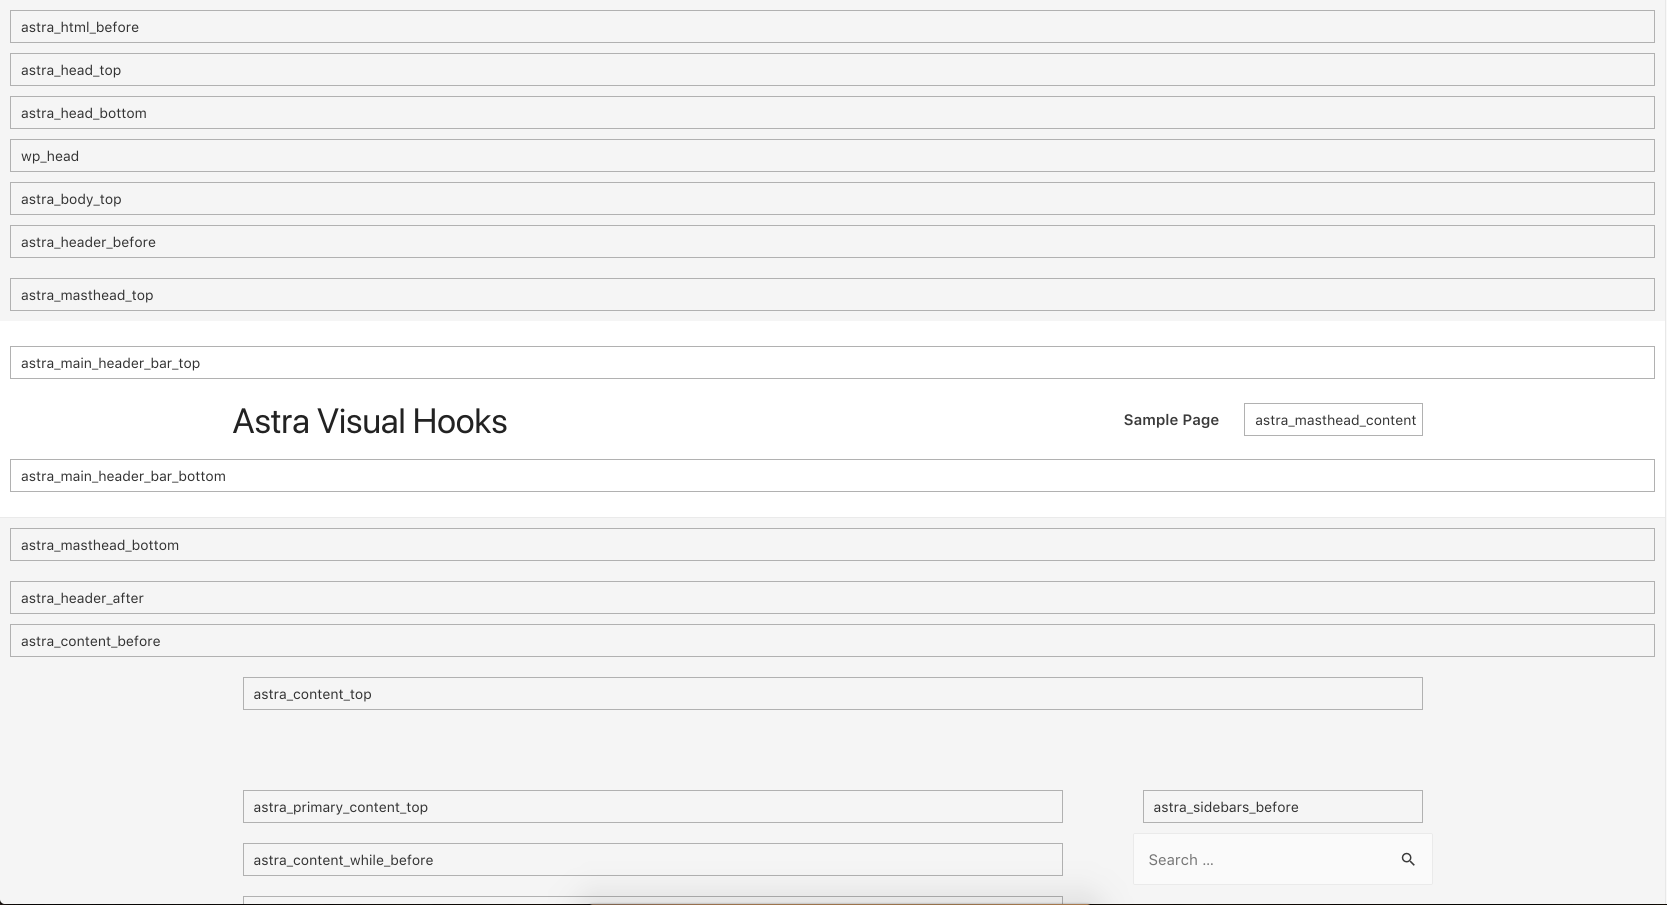 astra_html_before
astra_head_top
astra_head_bottom
wp_head
astra_body_top
astra_header_before
astra_masthead_top
astra_main_header_bar_top
Astra Visual Hooks
Sample Page
astra_masthead_content
astra_main_header_bar_bottom
astra_masthead_bottom
astra_header_after
astra_content_before
astra_content_top
astra_primary_content_top
astra_sidebars_before
astra_content_while_before
Search ...